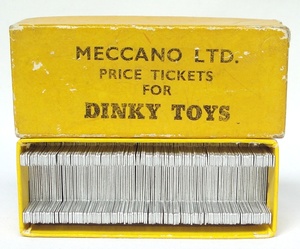 MECCANO LTD.
PRICE TICKETS
FOR
DINKY TOYS